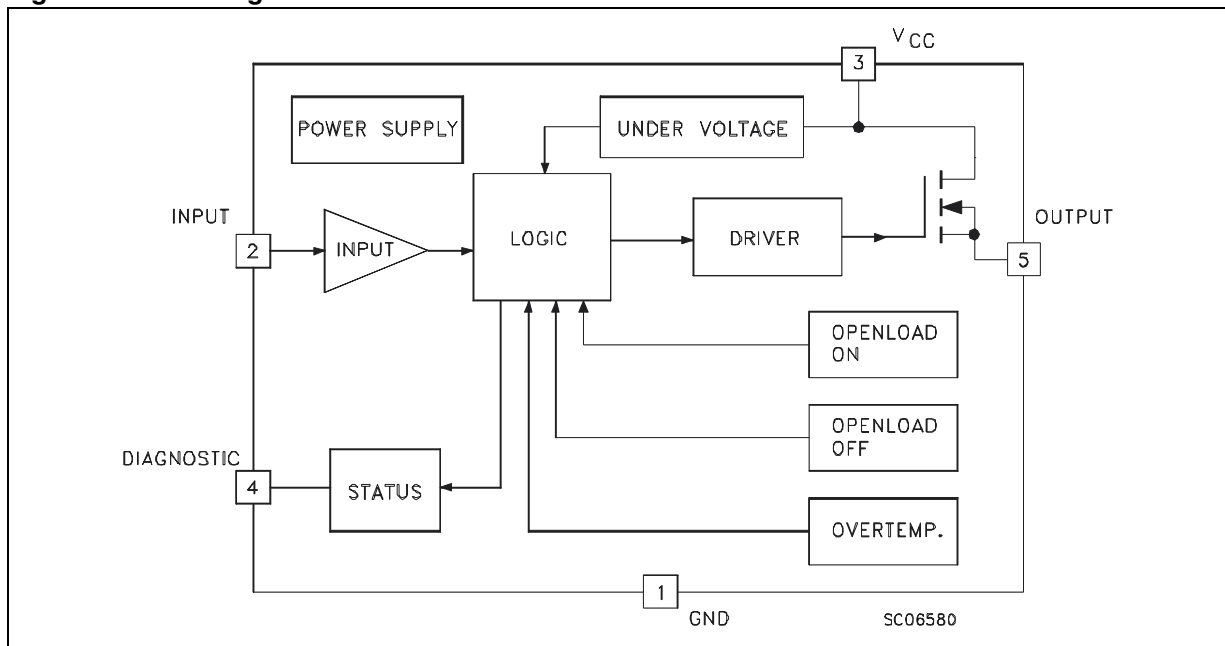 V CC
3
POWER SUPPLY
UNDER VOLTAGE
INPUT
2
INPUT
LOGIC
DRIVER
OUTPUT
5
OPENLOAD
ON
OPENLOAD
OFF
DIAGNOSTIC
4
STATUS
OVERTEMP.
1
GND
SC06580